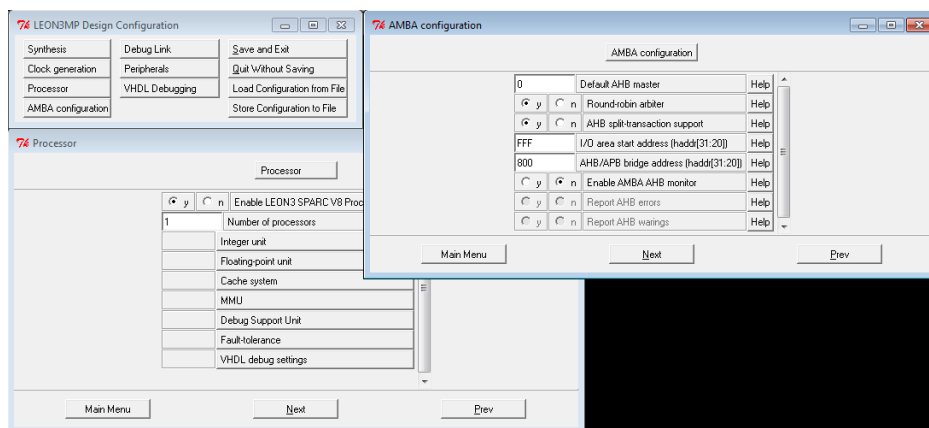 LEON3MP Design Configuration
Synthesis
Debug Link
Save and Exit
Clock generation
Peripherals
Quit Without Saving
Processor
VHDL Debugging
Load Configuration from File
AMBA configuration
Store Configuration to File
Processor
Processor
y n Enable LEON3 SPARC V8 Proc
1 Number of processors
Integer unit
Floating-point unit
Cache system
MMU
Debug Support Unit
Fault-tolerance
VHDL debug settings
Main Menu
Next
Prev
AMBA configuration
AMBA configuration
0 Default AHB master Help
y n Round-robin arbiter Help
y n AHB split-transaction support Help
FFF I/O area start address (haddr[31:20]) Help
800 AHB/APB bridge address (haddr[31:20]) Help
y n Enable AMBA AHB monitor Help
y n Report AHB errors Help
y n Report AHB warings Help
Main Menu
Next
Prev